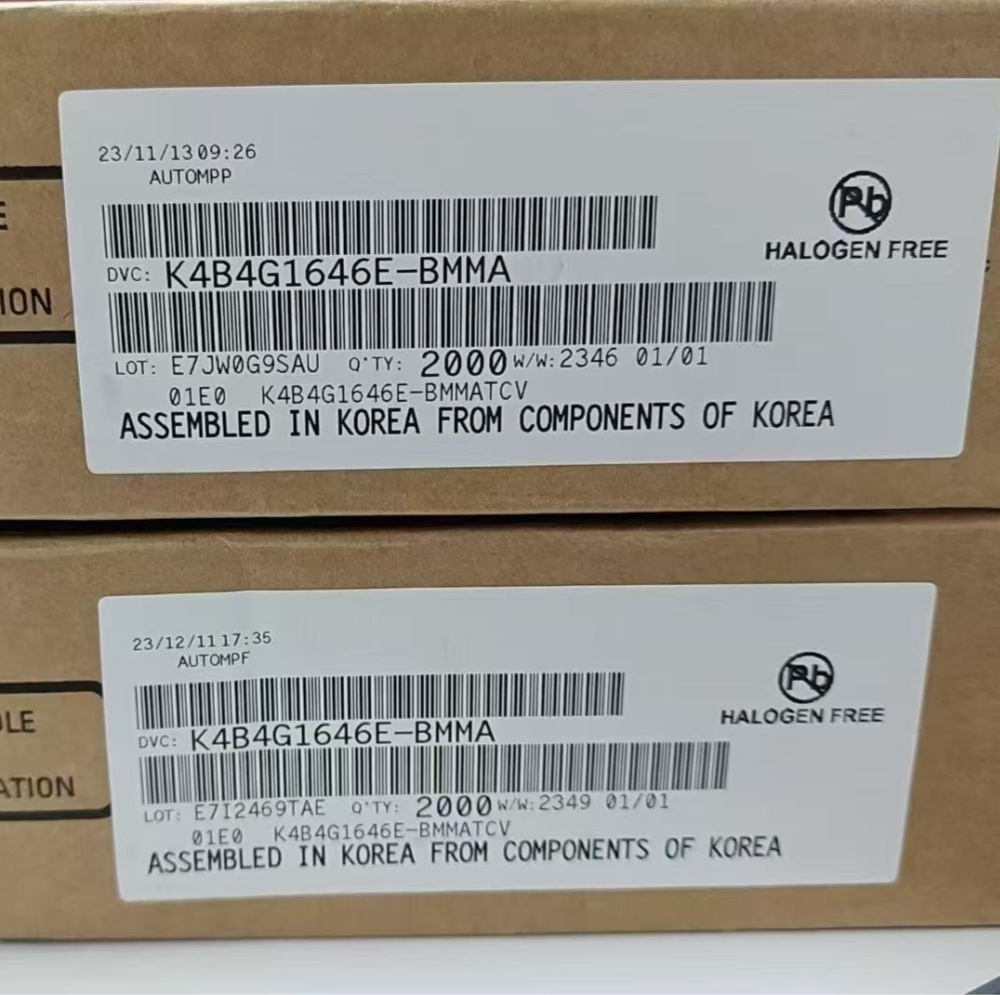 23/11/13 09:26
AUTOMPP
Pb
HALOGEN FREE
DVC: K4B4G1646E-BMMA
ION
LOT: E7JW0G9SAU Q'TY: 2000 W/W: 2346 01/01
01E0 K4B4G1646E-BMMATCV
ASSEMBLED IN KOREA FROM COMPONENTS OF KOREA
23/12/11 17:35
AUTOMPF
Pb
HALOGEN FREE
LE
DVC: K4B4G1646E-BMMA
ATION
LOT: E7I2469TAE Q'TY: 2000 W/W: 2349 01/01
01E0 K4B4G1646E-BMMATCV
ASSEMBLED IN KOREA FROM COMPONENTS OF KOREA